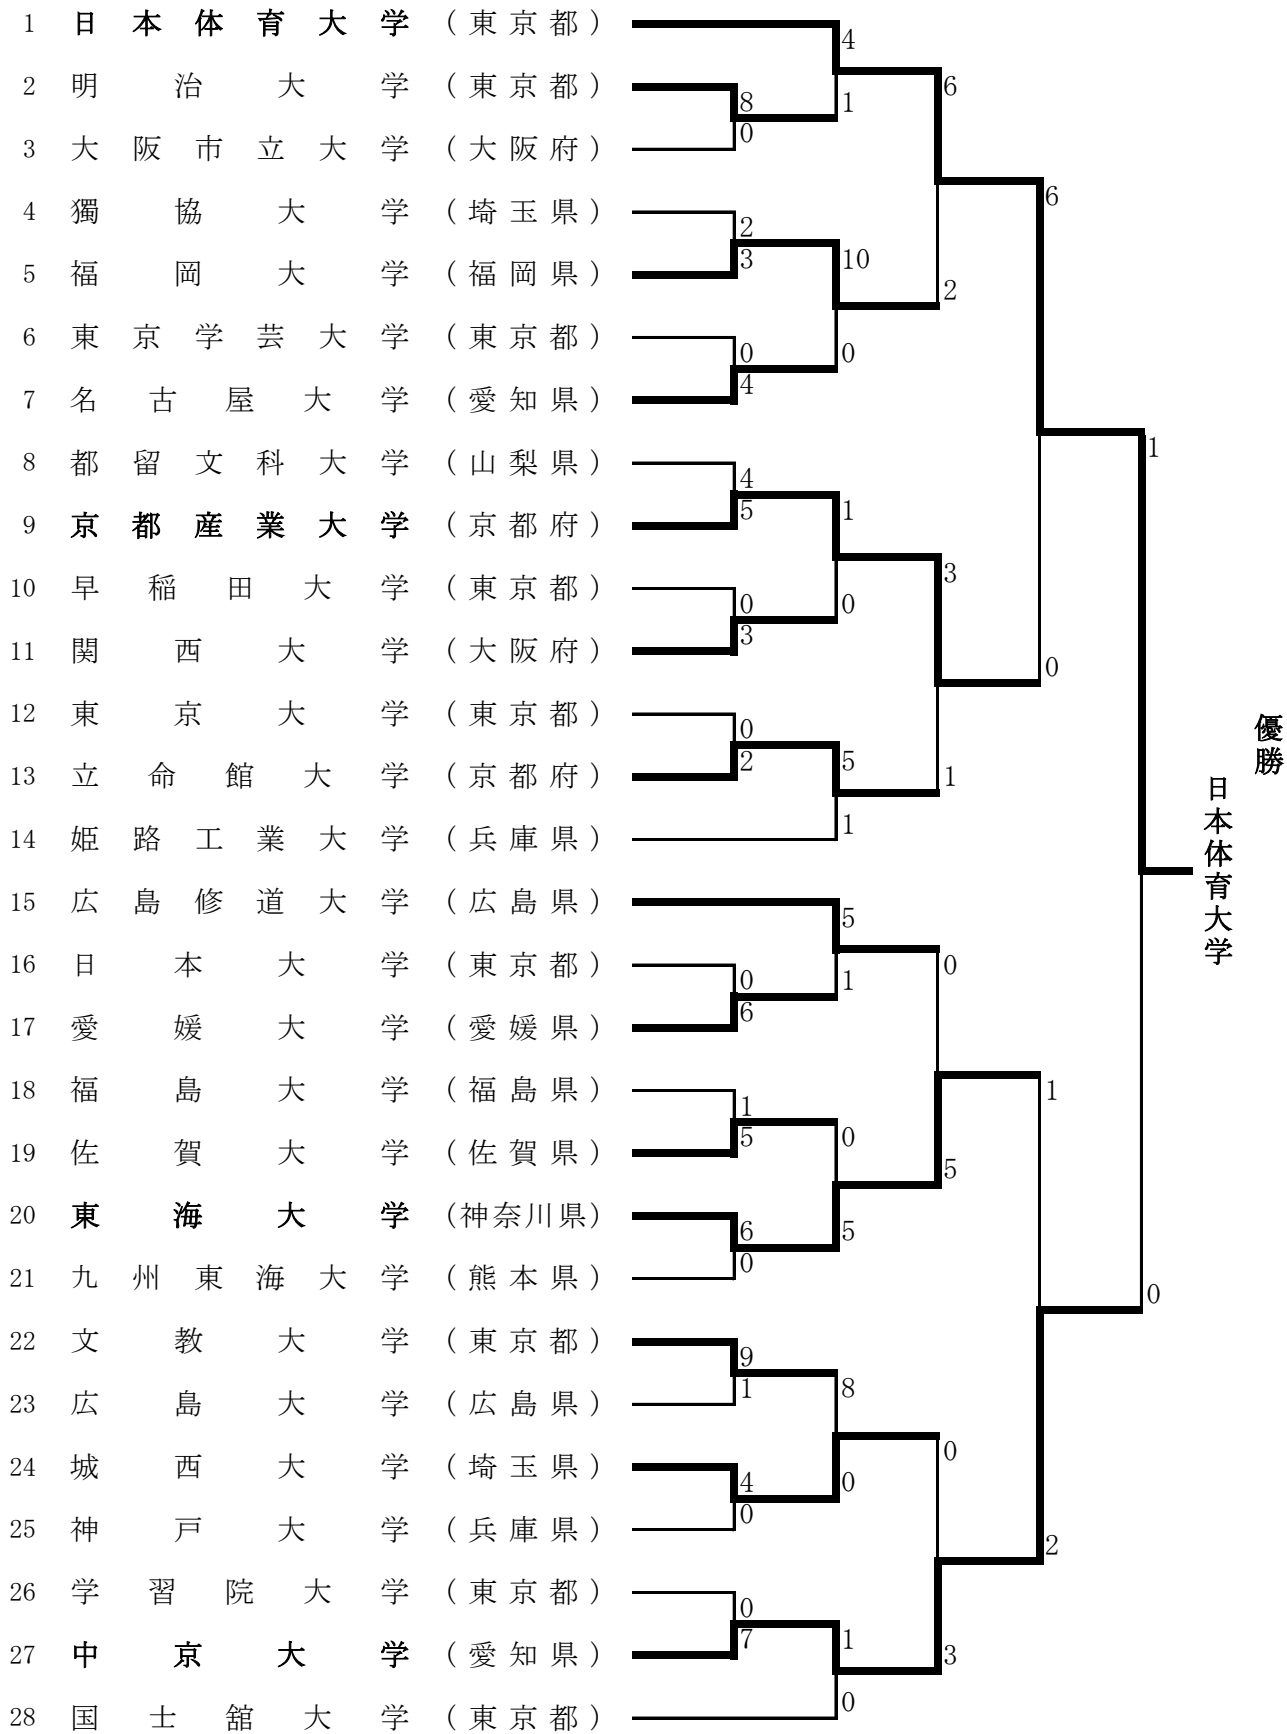 1 日本体育大学 (東京都)
2 明治大学 (東京都)
3 大阪市立大学 (大阪府)
4 獨協大学 (埼玉県)
5 福岡大学 (福岡県)
6 東京学芸大学 (東京都)
7 名古屋大学 (愛知県)
8 都留文科大学 (山梨県)
9 京都産業大学 (京都府)
10 早稲田大学 (東京都)
11 関西大学 (大阪府)
12 東京大学 (東京都)
13 立命館大学 (京都府)
14 姫路工業大学 (兵庫県)
15 広島修道大学 (広島県)
16 日本大学 (東京都)
17 愛媛大学 (愛媛県)
18 福島大学 (福島県)
19 佐賀大学 (佐賀県)
20 東海大学 (神奈川県)
21 九州東海大学 (熊本県)
22 文教大学 (東京都)
23 広島大学 (広島県)
24 城西大学 (埼玉県)
25 神戸大学 (兵庫県)
26 学習院大学 (東京都)
27 中京大学 (愛知県)
28 国士舘大学 (東京都)
8
0
2
3
0
4
4
5
0
3
0
2
0
6
1
5
6
0
9
1
4
0
0
7
4
1
10
0
1
0
5
1
5
1
0
5
8
0
1
0
6
2
3
1
0
5
0
3
6
0
1
2
1
0
優勝
日本体育大学